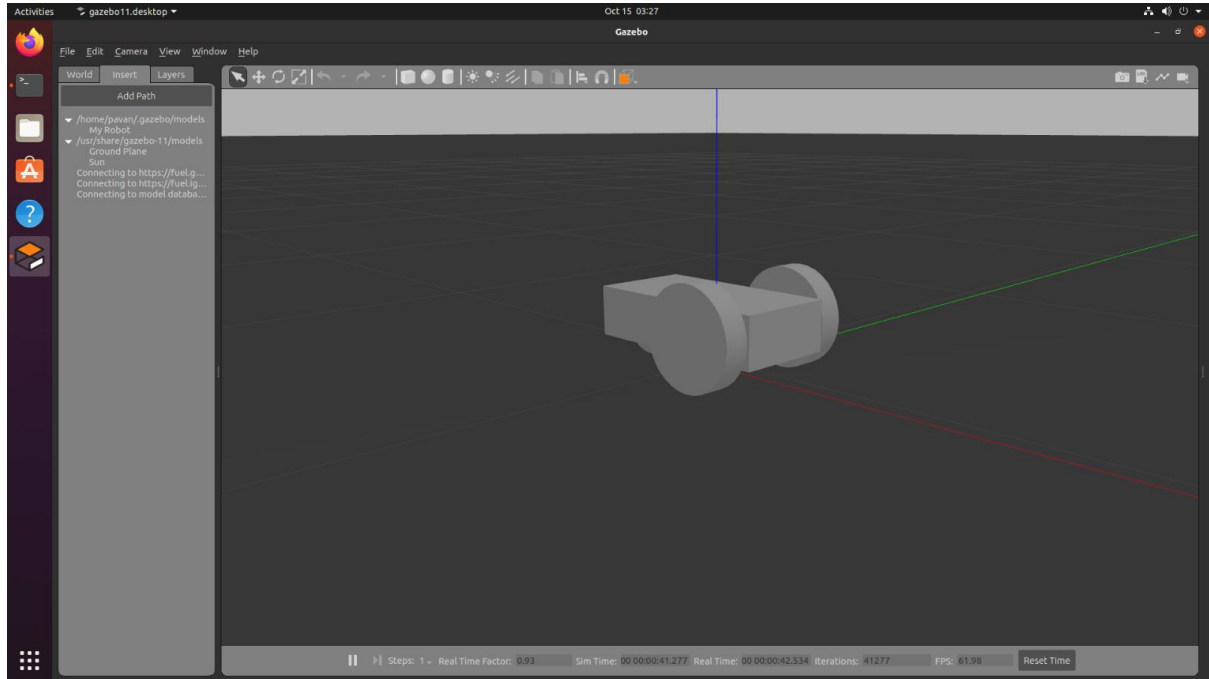 Activities gazebo11.desktop Oct 15 03:27
Gazebo
File Edit Camera View Window Help
World Insert Layers
Add Path
/home/pavan/.gazebo/models
My Robot
/usr/share/gazebo-11/models
Ground Plane
Sun
Connecting to https://fuel.g...
Connecting to https://fuel.ig...
Connecting to model databa...
Steps: 1 Real Time Factor: 0.93 Sim Time: 00 00:00:41.277 Real Time: 00 00:00:42.534 Iterations: 41277 FPS: 61.98 Reset Time